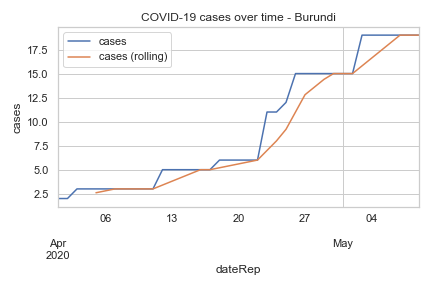 COVID-19 cases over time - Burundi
cases
cases (rolling)
17.5
15.0
12.5
10.0
7.5
5.0
2.5
cases
06
13
20
27
04
Apr
2020
May
dateRep